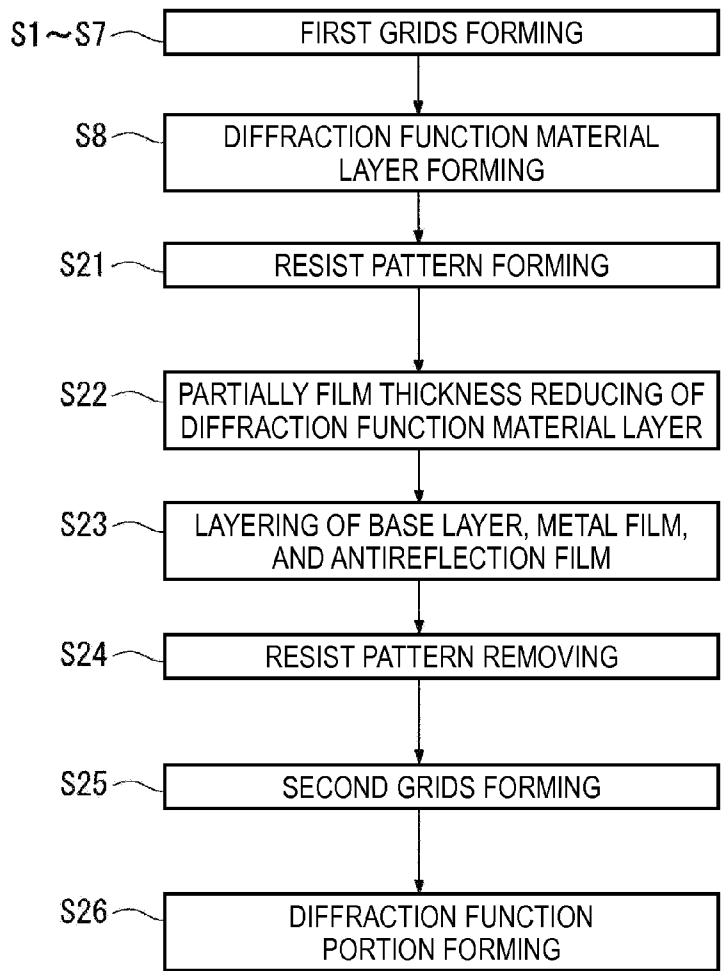 S1~S7
FIRST GRIDS FORMING
S8
DIFFRACTION FUNCTION MATERIAL
LAYER FORMING
S21
RESIST PATTERN FORMING
S22
PARTIALLY FILM THICKNESS REDUCING OF
DIFFRACTION FUNCTION MATERIAL LAYER
S23
LAYERING OF BASE LAYER, METAL FILM,
AND ANTIREFLECTION FILM
S24
RESIST PATTERN REMOVING
S25
SECOND GRIDS FORMING
S26
DIFFRACTION FUNCTION
PORTION FORMING